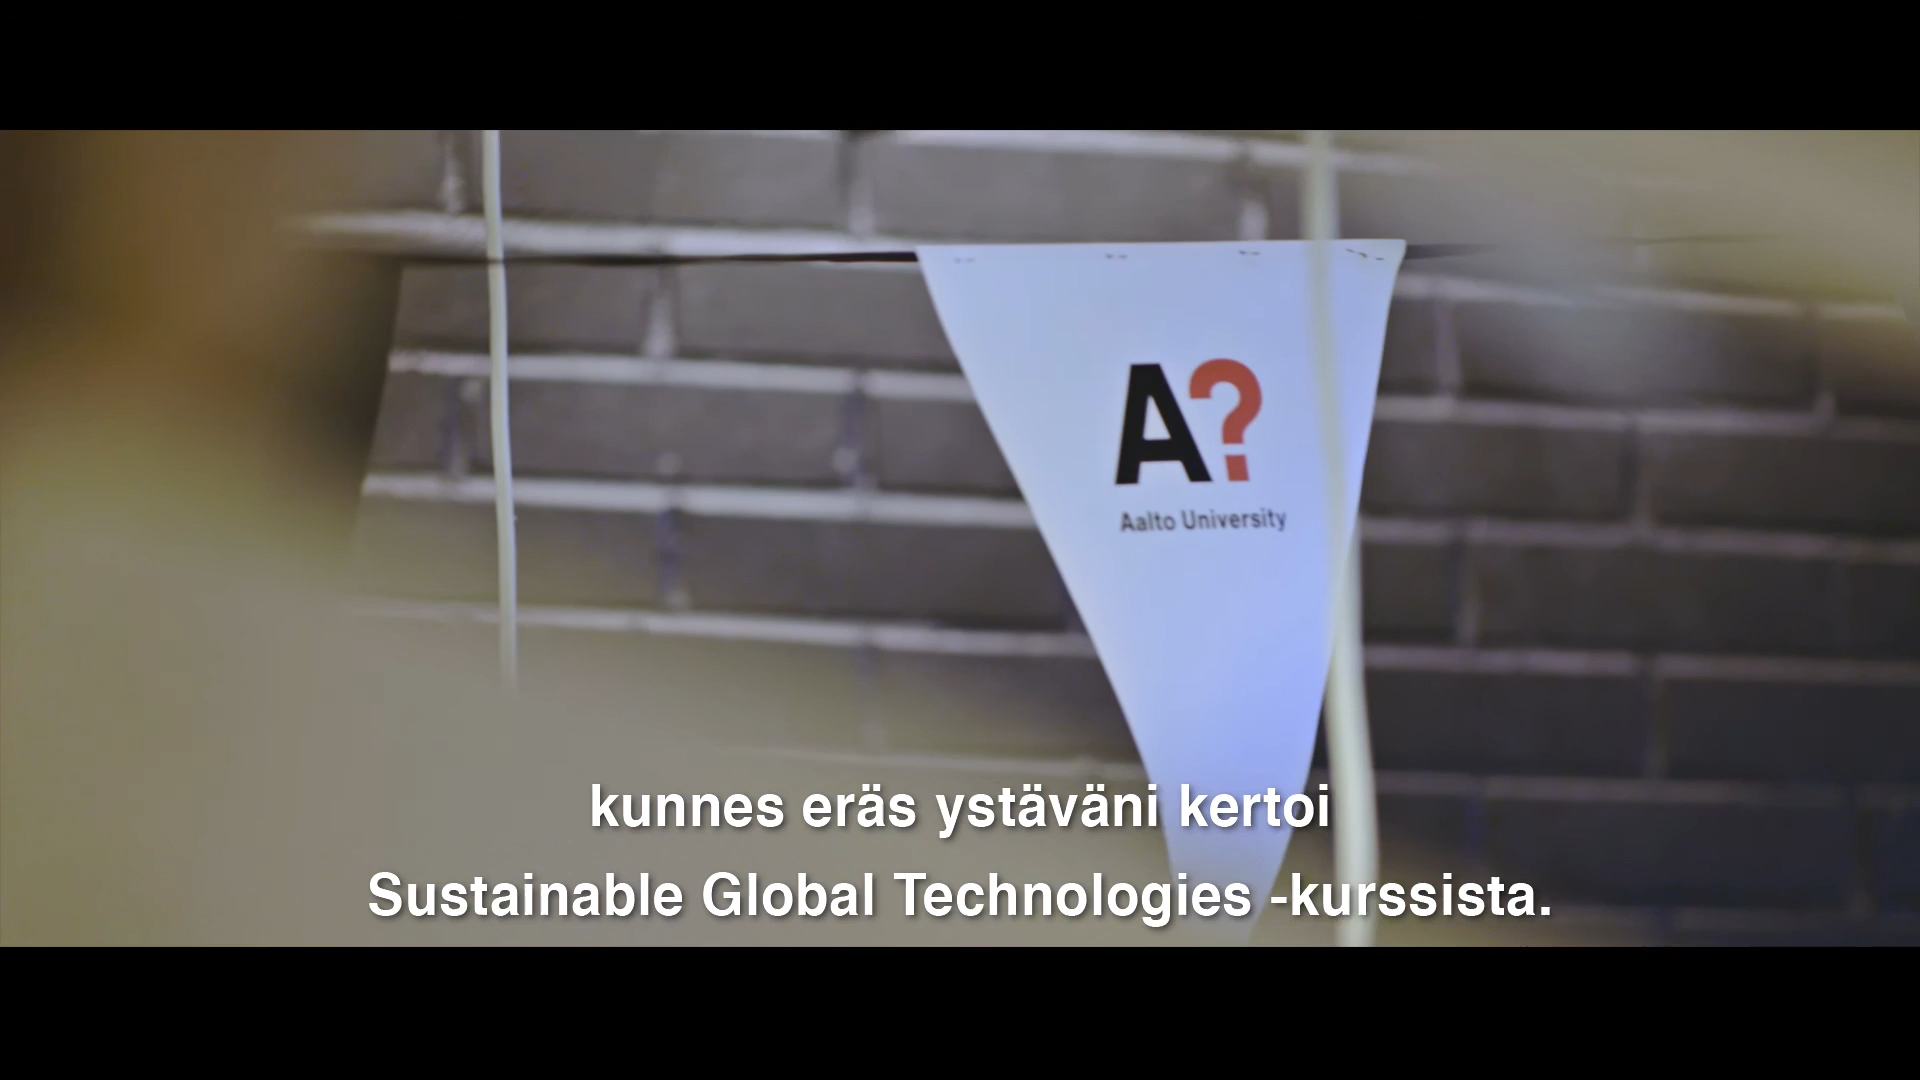 A?
Aalto University
kunnes eräs ystäväni kertoi
Sustainable Global Technologies -kurssista.